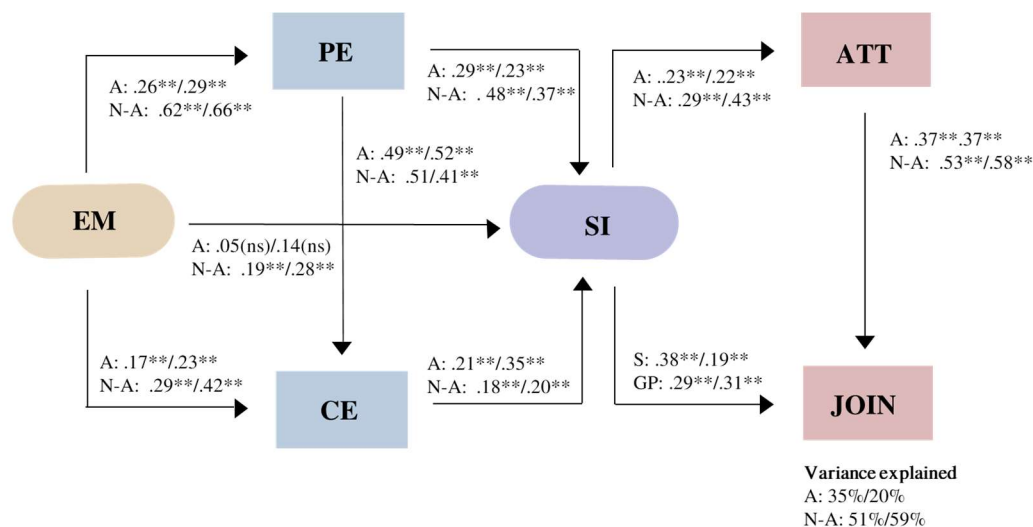 PE
ATT
A: .26**/.29**
N-A: .62**/.66**
A: .29**/.23**
N-A: . 48**/.37**
A: ..23**/.22**
N-A: .29**/.43**
A: .49**/.52**
N-A: .51/.41**
A: .37**.37**
N-A: .53**/.58**
EM
SI
A: .05(ns)/.14(ns)
N-A: .19**/.28**
A: .17**/.23**
N-A: .29**/.42**
A: .21**/.35**
N-A: .18**/.20**
S: .38**/.19**
GP: .29**/.31**
CE
JOIN
Variance explained
A: 35%/20%
N-A: 51%/59%